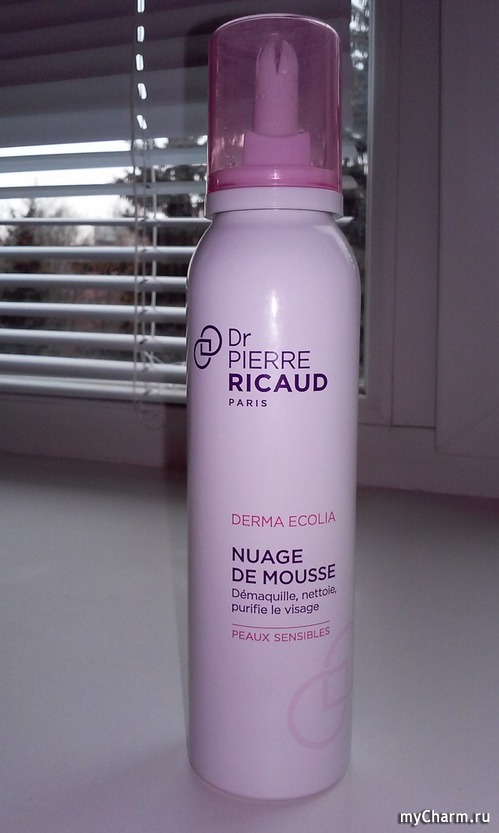 Dr
PIERRE
RICAUD
PARIS
DERMA ECOLIA
NUAGE
DE MOUSSE
Démaquille, nettoie,
purifie le visage
PEAUX SENSIBLES
myCharm.ru